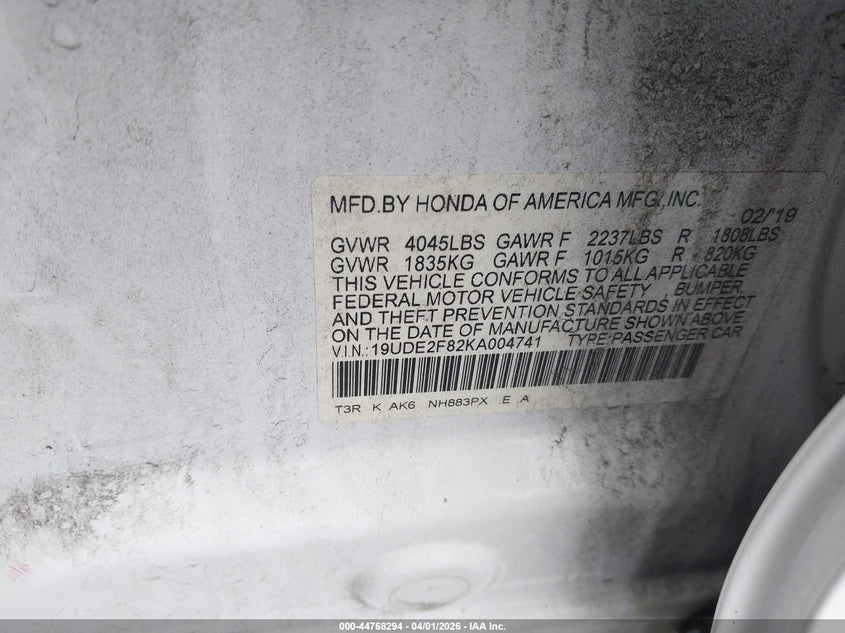 MFD.BY HONDA OF AMERICA MFG.,INC. 02/'19
GVWR 4045LBS GAWR F 2237LBS R 1808LBS
GVWR 1835KG GAWR F 1015KG R 820KG
THIS VEHICLE CONFORMS TO ALL APPLICABLE
FEDERAL MOTOR VEHICLE SAFETY , BUMPER,
AND THEFT PREVENTION STANDARDS IN EFFECT
ON THE DATE OF MANUFACTURE SHOWN ABOVE.
V.I.N.: 19UDE2F82KA004741 TYPE:PASSENGER CAR
T3R K AK6 NH883PX .E .A
000-44768294 - 04/01/2026 - IAA Inc.